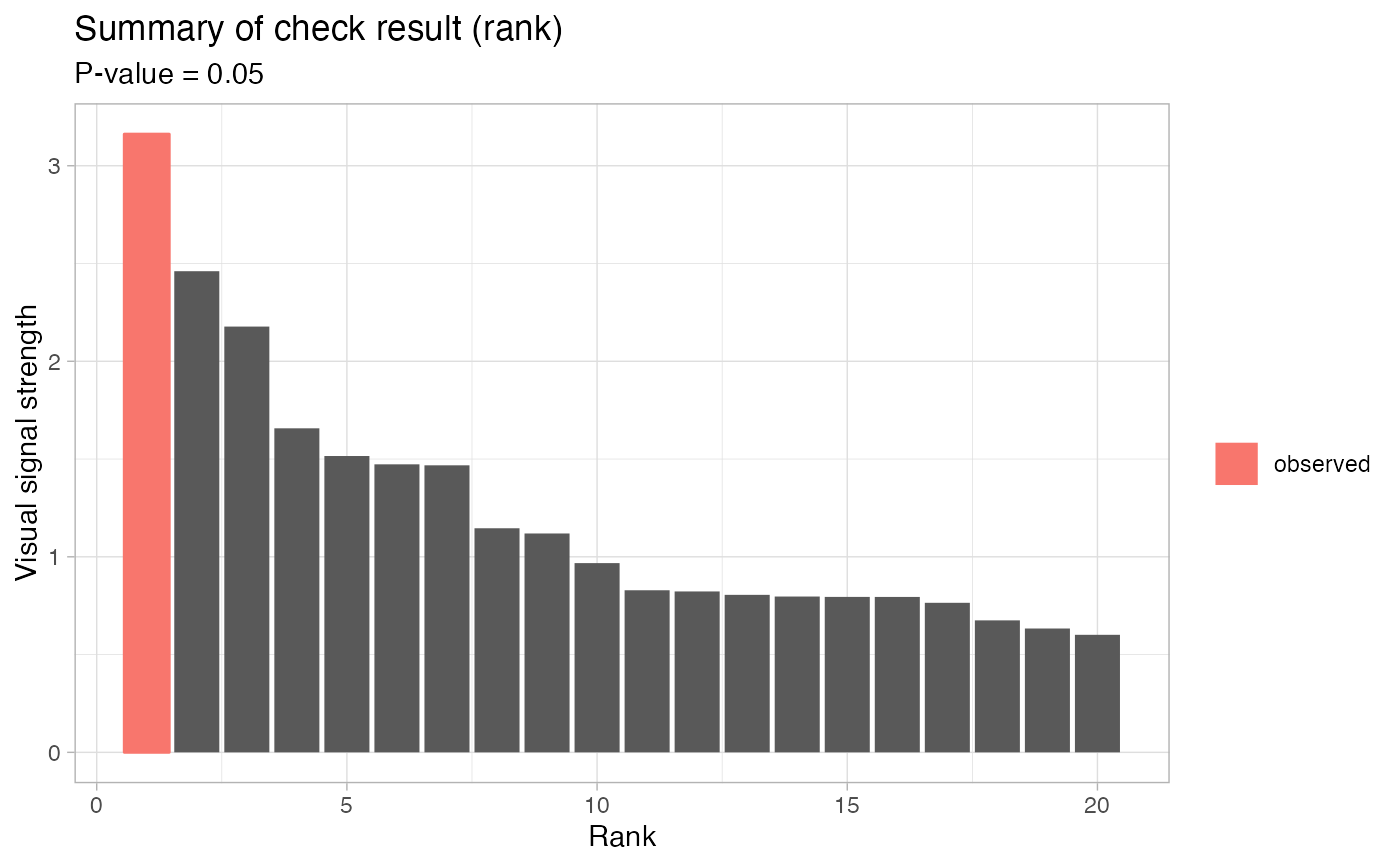 Summary of check result (rank)
P-value = 0.05
Visual signal strength
3
2
1
0
0 5 10 15 20
Rank
observed